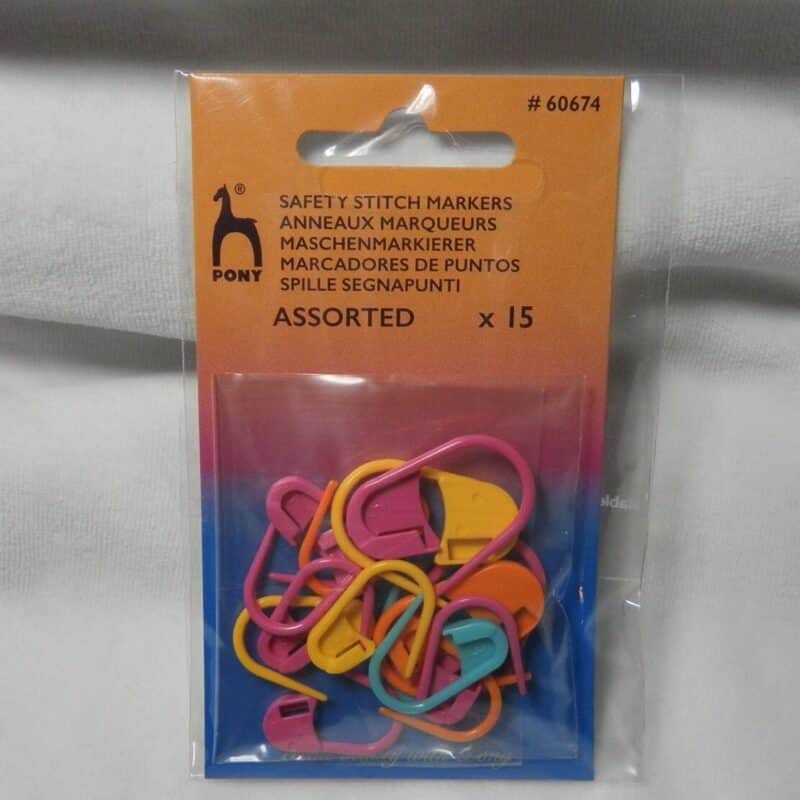 # 60674
®
PONY
SAFETY STITCH MARKERS
ANNEAUX MARQUEURS
MASCHENMARKIERER
MARCADORES DE PUNTOS
SPILLE SEGNAPUNTI
ASSORTED x 15